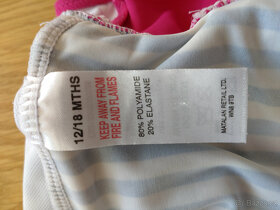 12/18 MTHS
KEEP AWAY FROM
FIRE AND FLAMES
80% POLYAMIDE
20% ELASTANE
MATALAN RETAIL LTD.